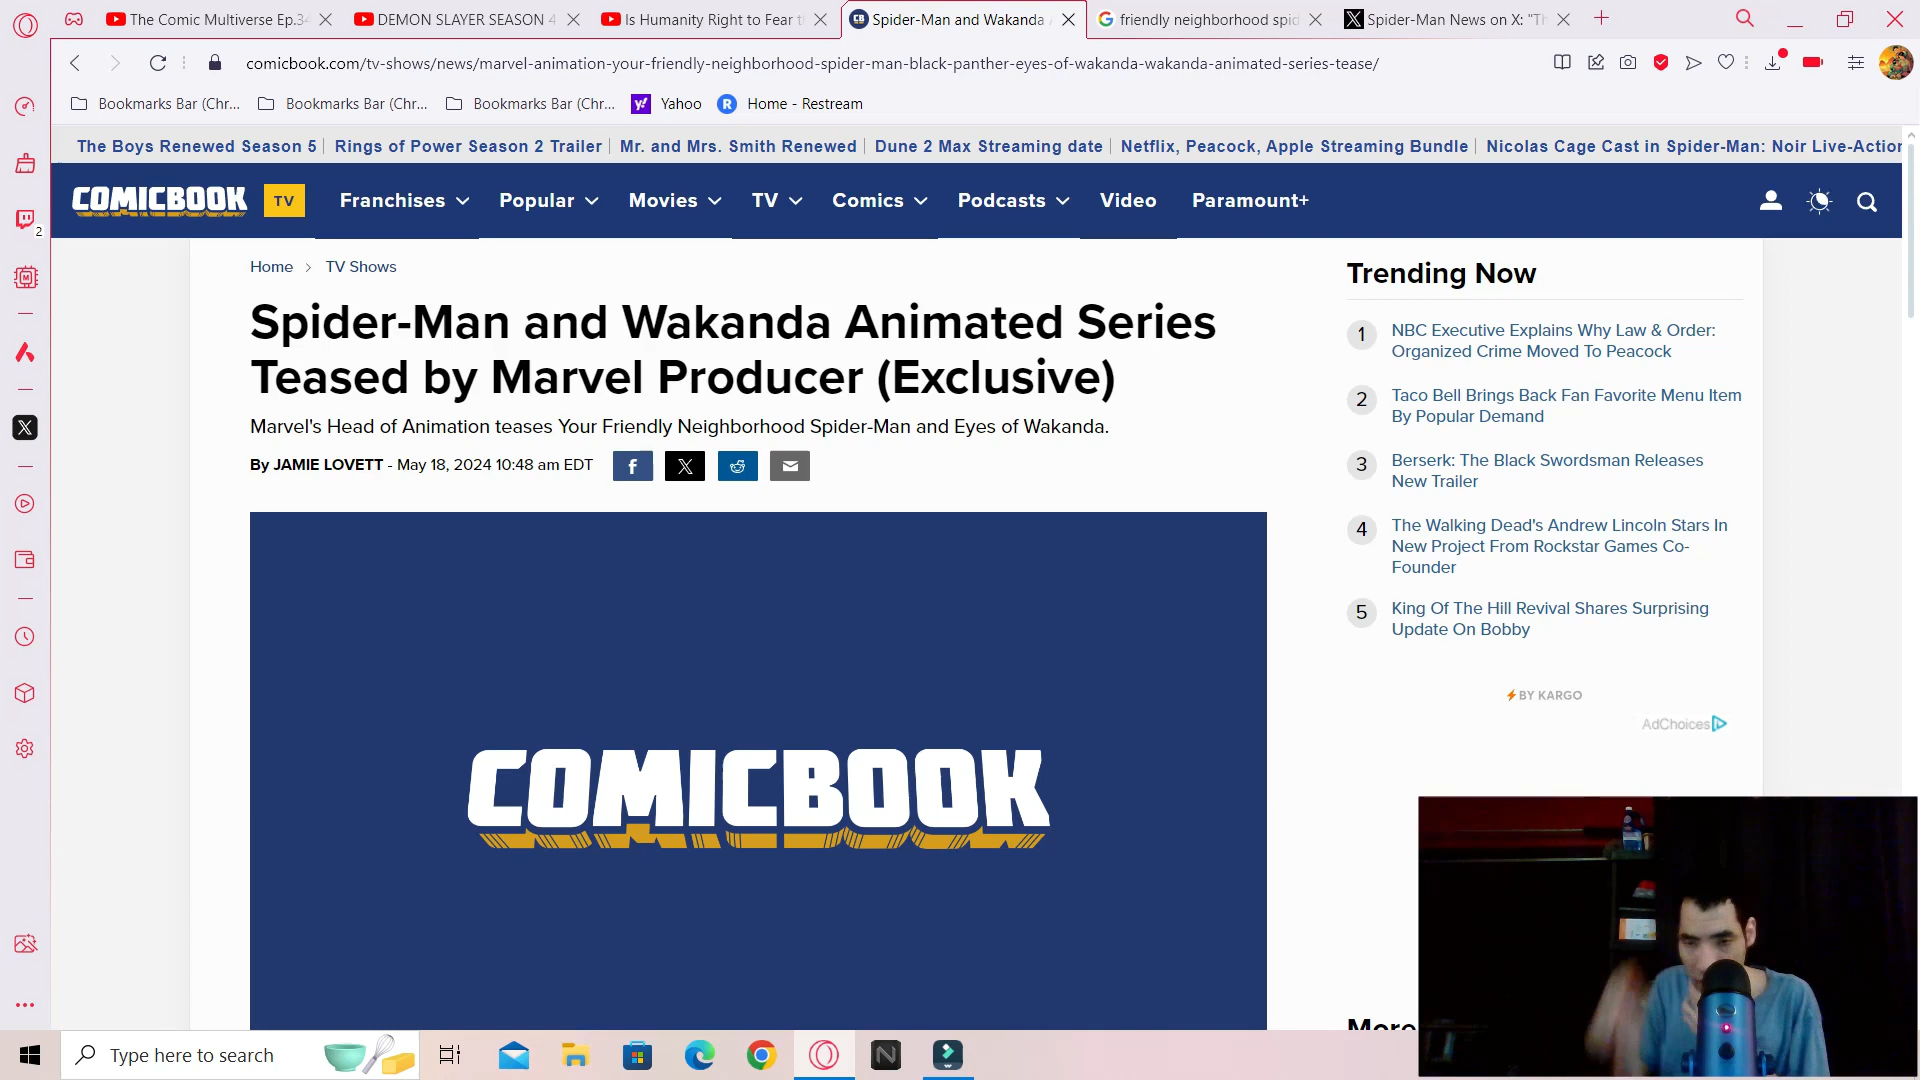 The Comic Multiverse Ep.34
DEMON SLAYER SEASON 4
Is Humanity Right to Fear t
Spider-Man and Wakanda A
friendly neighborhood spid
Spider-Man News on X: "Th
comicbook.com/tv-shows/news/marvel-animation-your-friendly-neighborhood-spider-man-black-panther-eyes-of-wakanda-wakanda-animated-series-tease/
Bookmarks Bar (Chr...
Bookmarks Bar (Chr...
Bookmarks Bar (Chr...
Yahoo
Home - Restream
The Boys Renewed Season 5
Rings of Power Season 2 Trailer
Mr. and Mrs. Smith Renewed
Dune 2 Max Streaming date
Netflix, Peacock, Apple Streaming Bundle
Nicolas Cage Cast in Spider-Man: Noir Live-Action
COMICBOOK TV
Franchises
Popular
Movies
TV
Comics
Podcasts
Video
Paramount+
2
Home > TV Shows
Spider-Man and Wakanda Animated Series
Teased by Marvel Producer (Exclusive)
Marvel's Head of Animation teases Your Friendly Neighborhood Spider-Man and Eyes of Wakanda.
By JAMIE LOVETT - May 18, 2024 10:48 am EDT
COMICBOOK
Trending Now
1 NBC Executive Explains Why Law & Order:
Organized Crime Moved To Peacock
2 Taco Bell Brings Back Fan Favorite Menu Item
By Popular Demand
3 Berserk: The Black Swordsman Releases
New Trailer
4 The Walking Dead's Andrew Lincoln Stars In
New Project From Rockstar Games Co-
Founder
5 King Of The Hill Revival Shares Surprising
Update On Bobby
BY KARGO
AdChoices
More
Type here to search